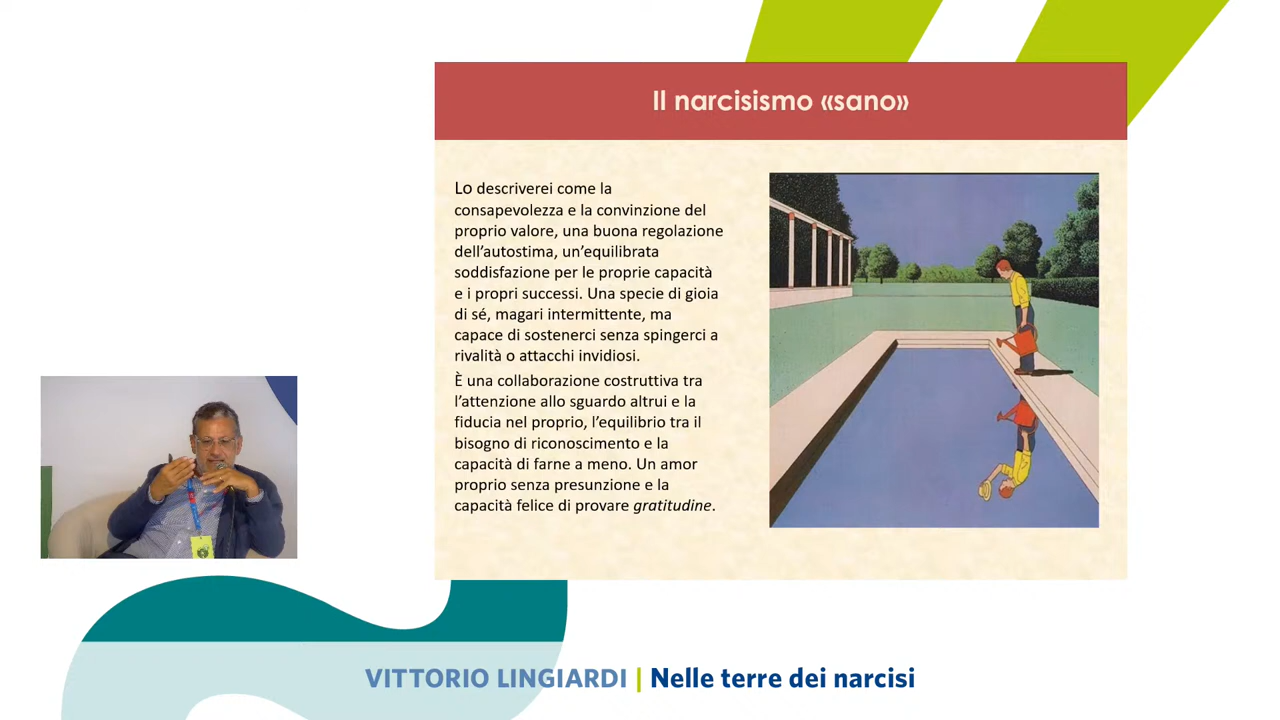 Il narcisismo «sano»
Lo descriverei come la
consapevolezza e la convinzione del
proprio valore, una buona regolazione
dell’autostima, un’equilibrata
soddisfazione per le proprie capacità
e i propri successi. Una specie di gioia
di sé, magari intermittente, ma
capace di sostenerci senza spingerci a
rivalità o attacchi invidiosi.
È una collaborazione costruttiva tra
l’attenzione allo sguardo altrui e la
fiducia nel proprio, l’equilibrio tra il
bisogno di riconoscimento e la
capacità di farne a meno. Un amor
proprio senza presunzione e la
capacità felice di provare gratitudine.
VITTORIO LINGIARDI | Nelle terre dei narcisi